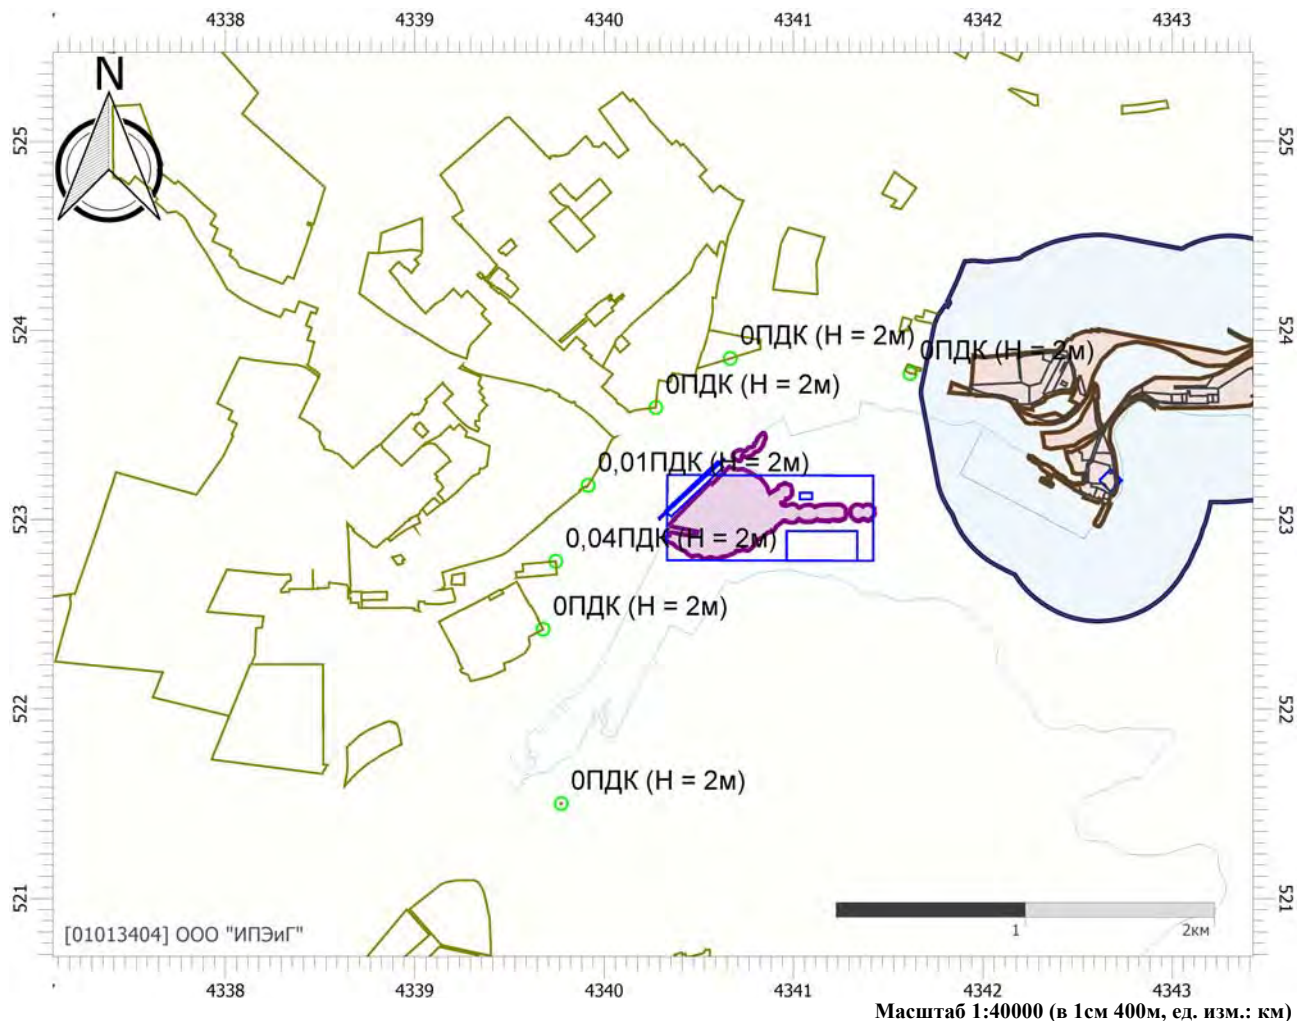 4338 4339 4340 4341 4342 4343
N
525 525
524 524
0ПДК (Н = 2м)
0ПДК (Н = 2м)
0ПДК (Н = 2м)
0,01ПДК (Н = 2м)
523 523
0,04ПДК (Н = 2м)
0ПДК (Н = 2м)
522 522
0ПДК (Н = 2м)
521 521
[01013404] ООО "ИПЭиГ"
1 2км
4338 4339 4340 4341 4342 4343
Масштаб 1:40000 (в 1см 400м, ед. изм.: км)